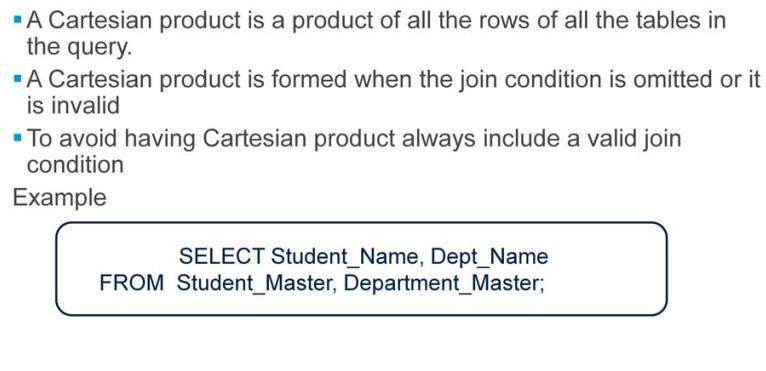 ▪ A Cartesian product is a product of all the rows of all the tables in
the query.
▪ A Cartesian product is formed when the join condition is omitted or it
is invalid
▪ To avoid having Cartesian product always include a valid join
condition
Example
SELECT Student_Name, Dept_Name
FROM Student_Master, Department_Master;